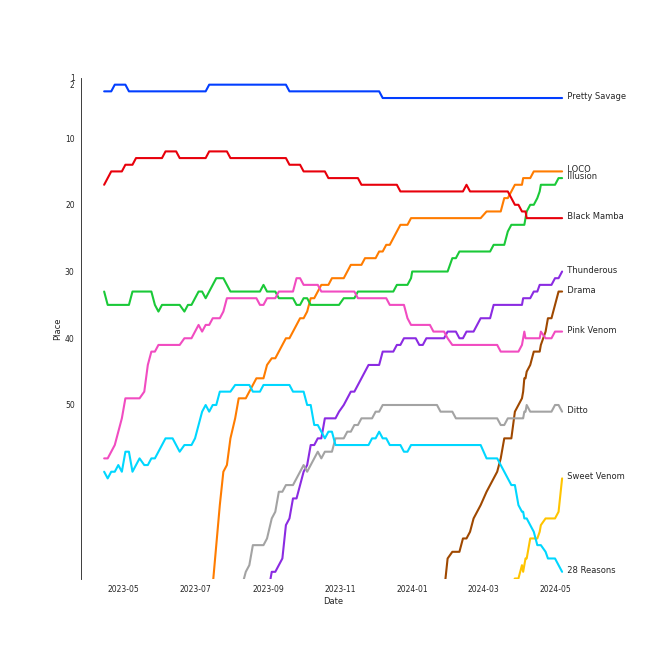 1
2
10
20
30
40
50
Place
Pretty Savage
LOCO
Illusion
Black Mamba
Thunderous
Drama
Pink Venom
Ditto
Sweet Venom
28 Reasons
2023-05 2023-07 2023-09 2023-11 2024-01 2024-03 2024-05
Date